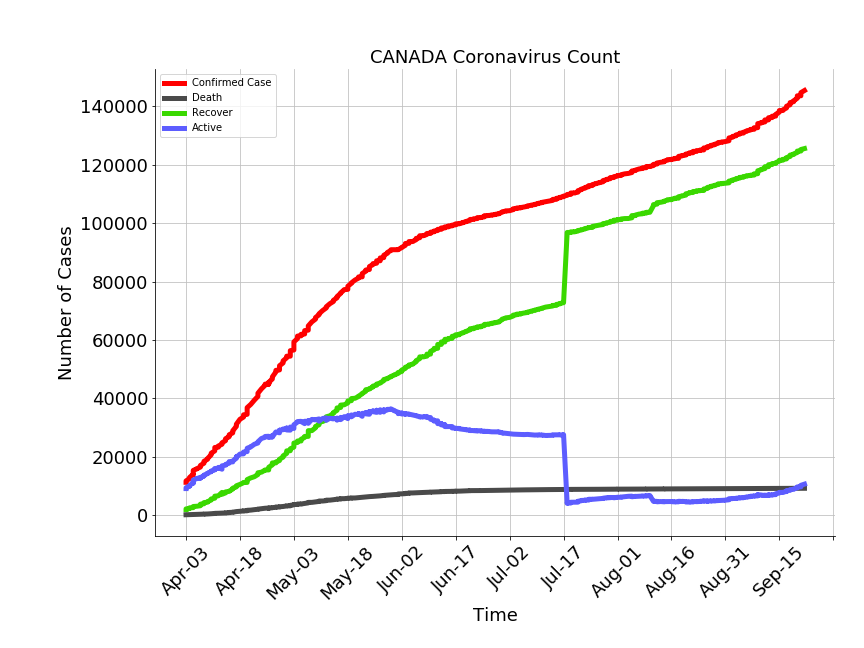 CANADA Coronavirus Count
Confirmed Case
Death
Recover
Active
Number of Cases
140000
120000
100000
80000
60000
40000
20000
0
Apr-03
Apr-18
May-03
May-18
Jun-02
Jun-17
Jul-02
Jul-17
Aug-01
Aug-16
Aug-31
Sep-15
Time